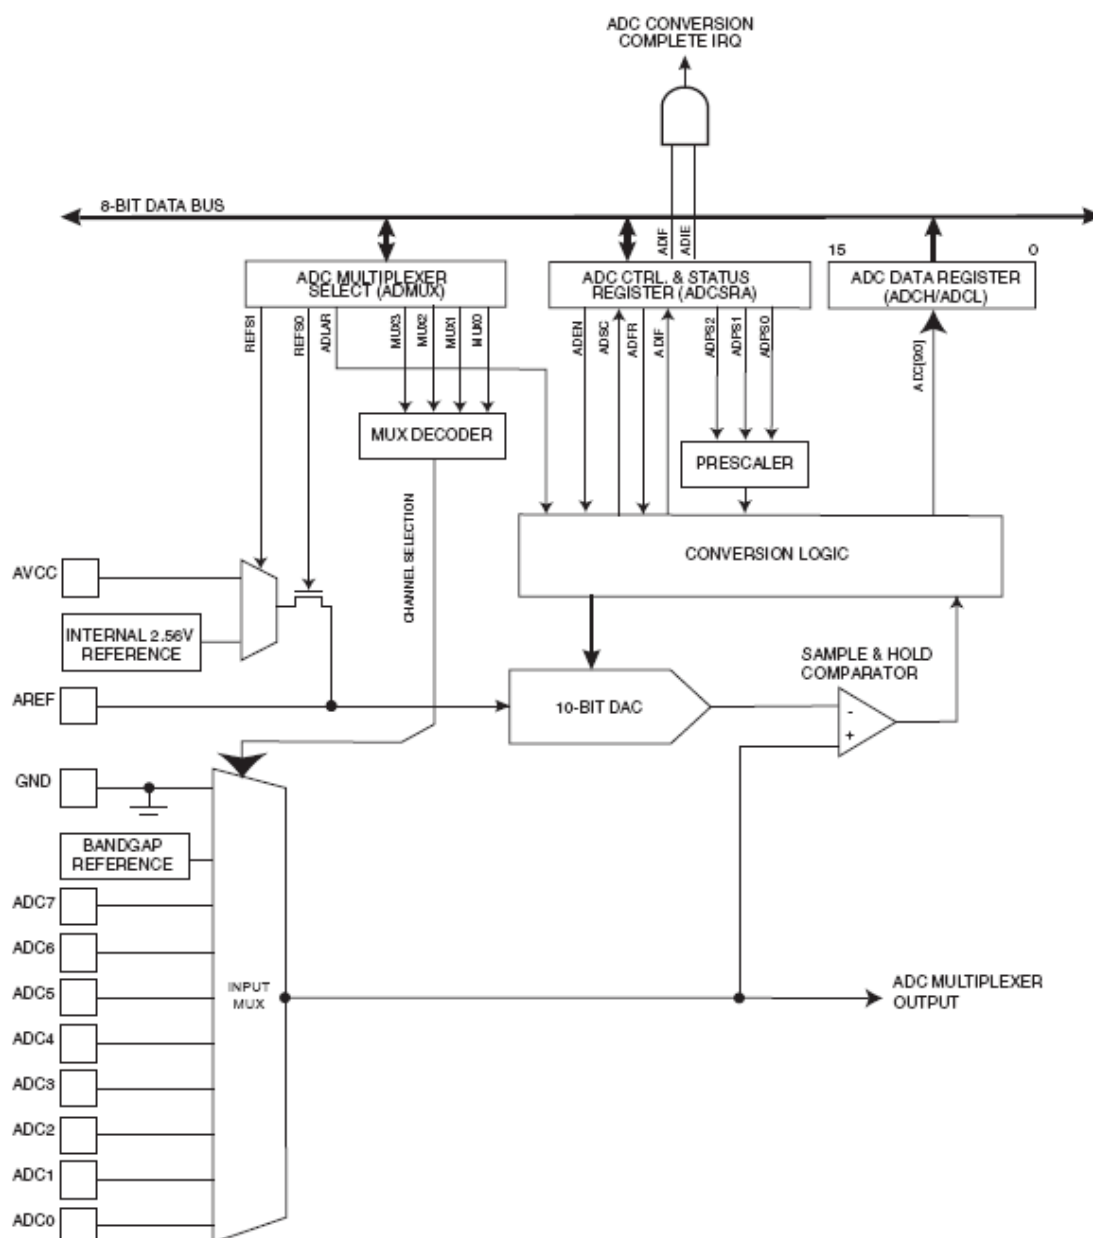 ADC CONVERSION
COMPLETE IRQ
8-BIT DATA BUS
ADIF
ADIE
15
0
ADC MULTIPLEXER
SELECT (ADMUX)
ADC CTRL. & STATUS
REGISTER (ADCSRA)
ADC DATA REGISTER
(ADCH/ADCL)
REFS1
REFS0
ADLAR
MUX3
MUX2
MUX1
MUX0
ADEN
ADSC
ADFR
ADIF
ADPS2
ADPS1
ADPS0
ADC[9:0]
MUX DECODER
PRESCALER
CHANNEL SELECTION
CONVERSION LOGIC
AVCC
INTERNAL 2.56V
REFERENCE
SAMPLE & HOLD
COMPARATOR
AREF
10-BIT DAC
-
+
GND
BANDGAP
REFERENCE
ADC7
ADC6
ADC5
INPUT
MUX
ADC MULTIPLEXER
OUTPUT
ADC4
ADC3
ADC2
ADC1
ADC0